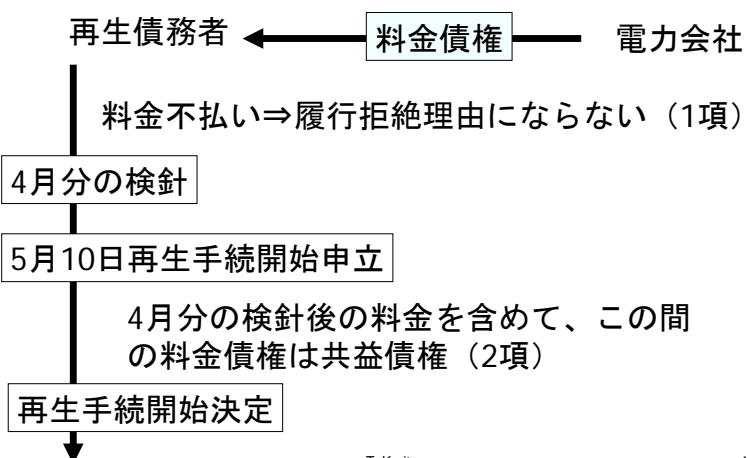 再生債務者
料金債権
電力会社
料金不払い⇒履行拒絶理由にならない（1項）
4月分の検針
5月10日再生手続開始申立
4月分の検針後の料金を含めて、この間
の料金債権は共益債権（2項）
再生手続開始決定